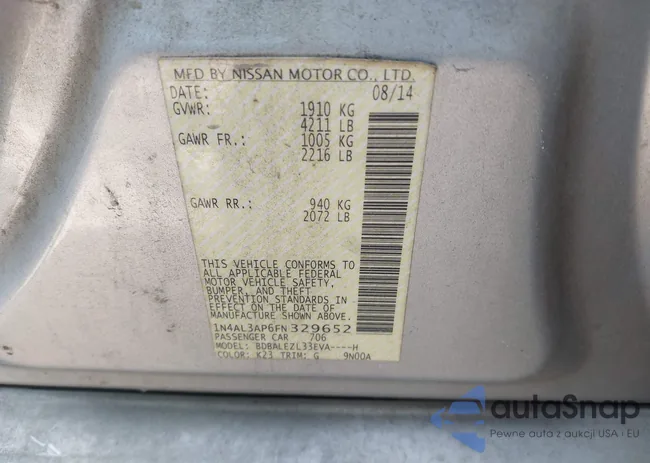 MFD BY NISSAN MOTOR CO., LTD.
DATE: 08/14
GVWR: 1910 KG
4211 LB
GAWR FR.: 1005 KG
2216 LB
GAWR RR.: 940 KG
2072 LB
THIS VEHICLE CONFORMS TO
ALL APPLICABLE FEDERAL
MOTOR VEHICLE SAFETY,
BUMPER, AND THEFT
PREVENTION STANDARDS
IN EFFECT ON THE DATE OF
MANUFACTURE SHOWN ABOVE.
1N4AL3AP6FN329652
PASSENGER CAR 706
MODEL: BDBALEZL33EVA----H
COLOR: K23 TRIM: G 9N00A
autoSnap
Pewne auta z aukcji USA i EU